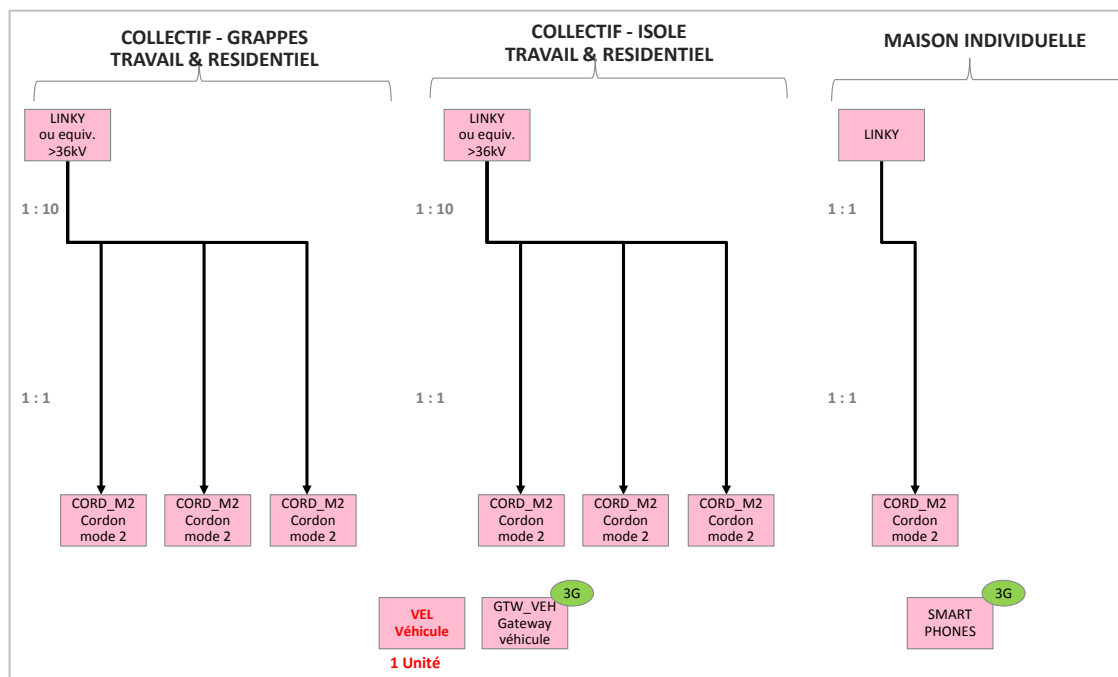 COLLECTIF - GRAPPES
TRAVAIL & RESIDENTIEL
COLLECTIF - ISOLE
TRAVAIL & RESIDENTIEL
MAISON INDIVIDUELLE
LINKY
ou equiv.
>36kV
LINKY
ou equiv.
>36kV
LINKY
1 : 10
1 : 10
1 : 1
1 : 1
1 : 1
1 : 1
CORD_M2
Cordon
mode 2
CORD_M2
Cordon
mode 2
CORD_M2
Cordon
mode 2
CORD_M2
Cordon
mode 2
CORD_M2
Cordon
mode 2
CORD_M2
Cordon
mode 2
CORD_M2
Cordon
mode 2
VEL
Véhicule
1 Unité
3G
GTW_VEH
Gateway
véhicule
3G
SMART
PHONES